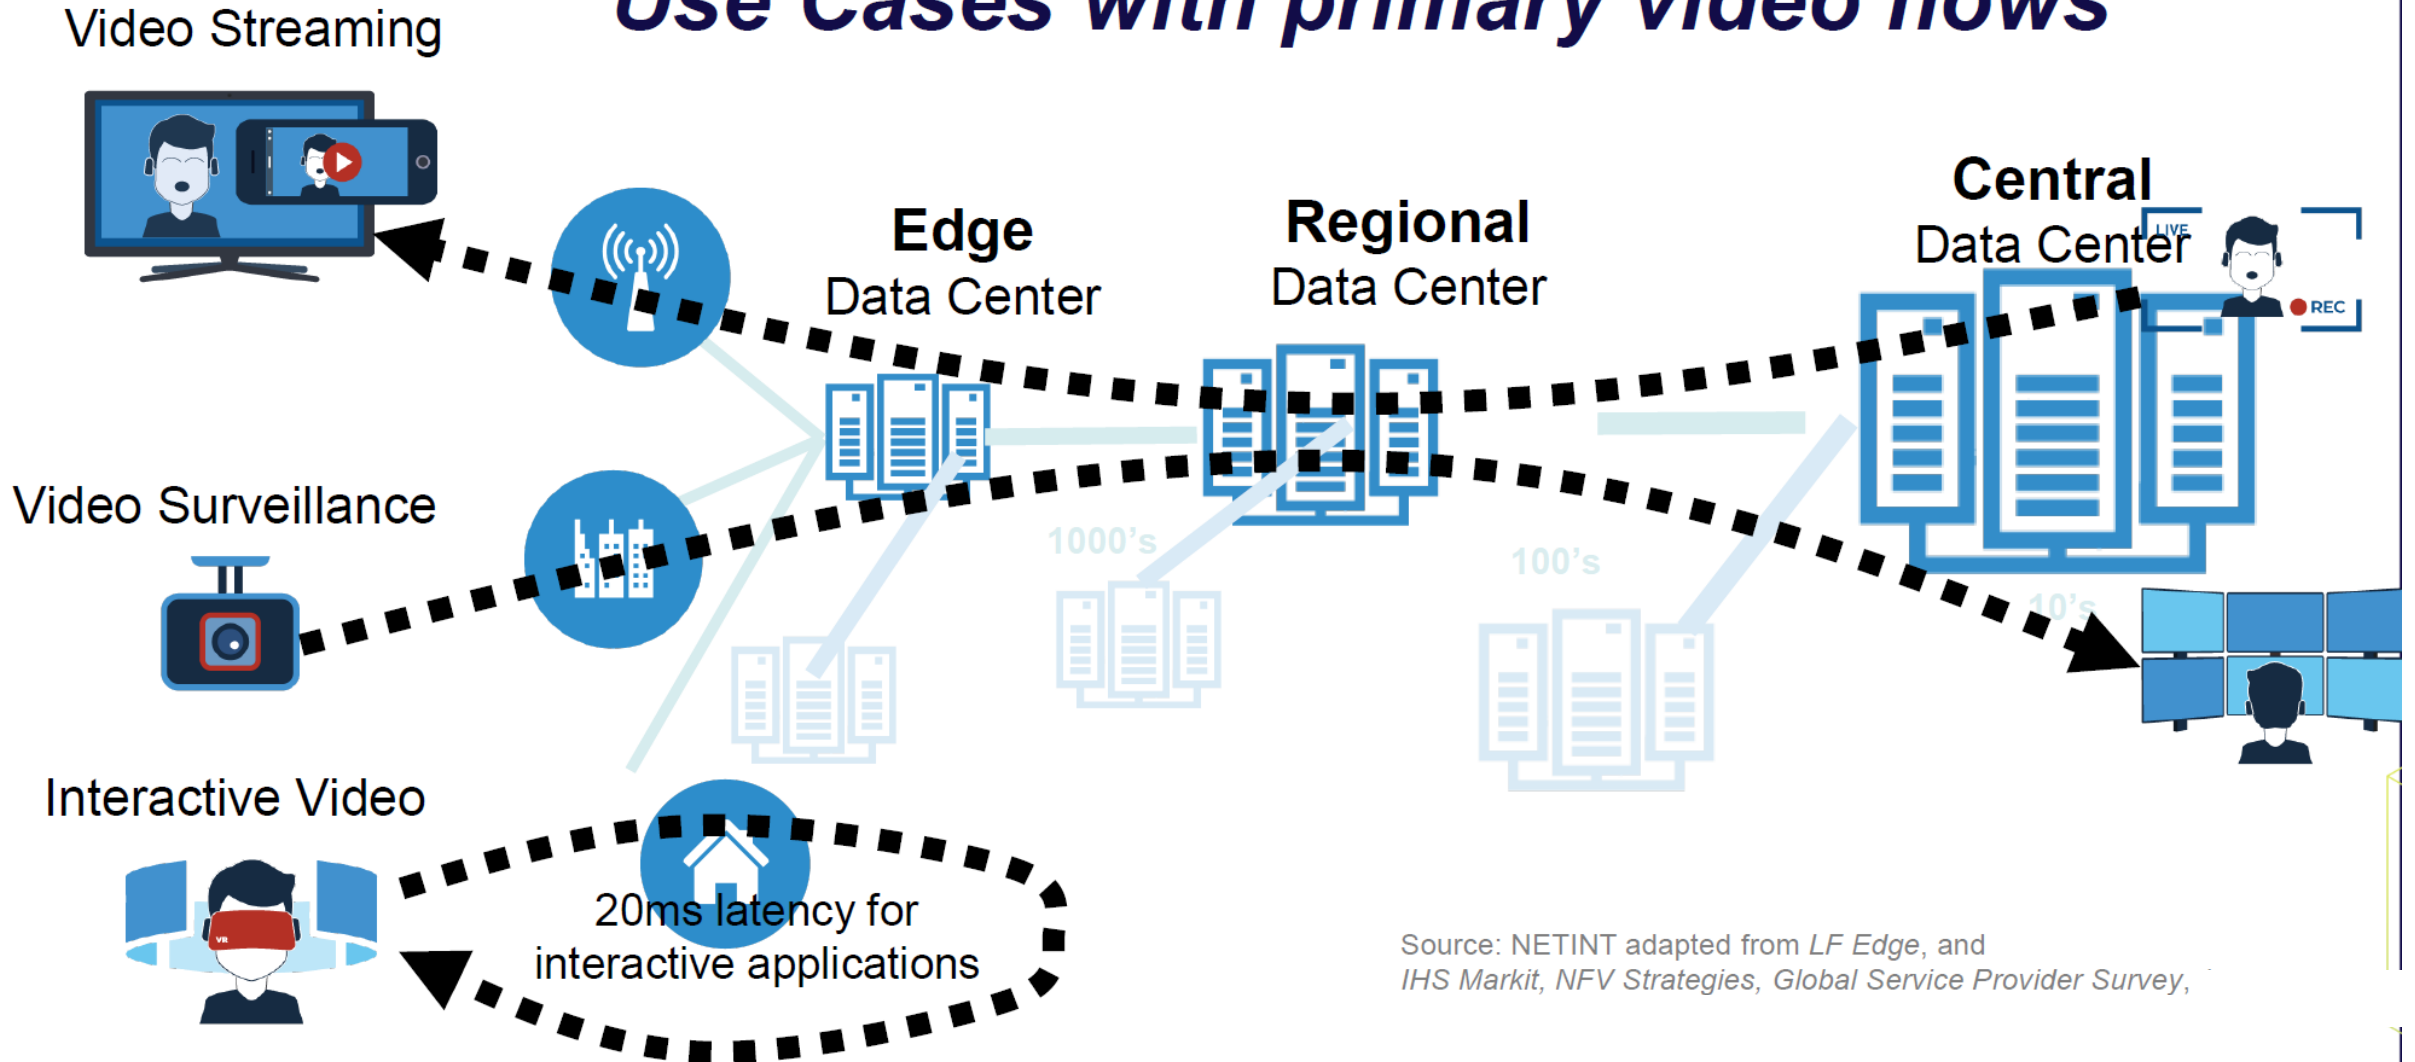 Use Cases with primary video flows
Video Streaming
Edge
Data Center
Regional
Data Center
Central
Data Center
LIVE
REC
Video Surveillance
1000's
100's
10's
Interactive Video
VR
20ms latency for
interactive applications
Source: NETINT adapted from LF Edge, and
IHS Markit, NFV Strategies, Global Service Provider Survey,